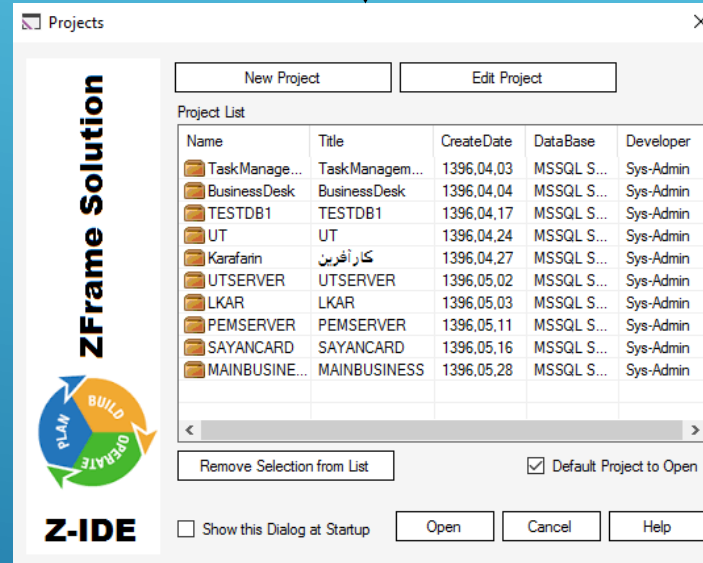 Projects
ZFrame Solution
New Project Edit Project
Project List
Name Title CreateDate DataBase Developer
TaskManage... TaskManagem... 1396,04,03 MSSQL S... Sys-Admin
BusinessDesk BusinessDesk 1396,04,04 MSSQL S... Sys-Admin
TESTDB1 TESTDB1 1396,04,17 MSSQL S... Sys-Admin
UT UT 1396,04,24 MSSQL S... Sys-Admin
Karafarin کارآفرین 1396,04,27 MSSQL S... Sys-Admin
UTSERVER UTSERVER 1396,05,02 MSSQL S... Sys-Admin
LKAR LKAR 1396,05,03 MSSQL S... Sys-Admin
PEMSERVER PEMSERVER 1396,05,11 MSSQL S... Sys-Admin
SAYANCARD SAYANCARD 1396,05,16 MSSQL S... Sys-Admin
MAINBUSINE... MAINBUSINESS 1396,05,28 MSSQL S... Sys-Admin
PLAN BUILD OPERATE
Remove Selection from List Default Project to Open
Z-IDE
Show this Dialog at Startup Open Cancel Help